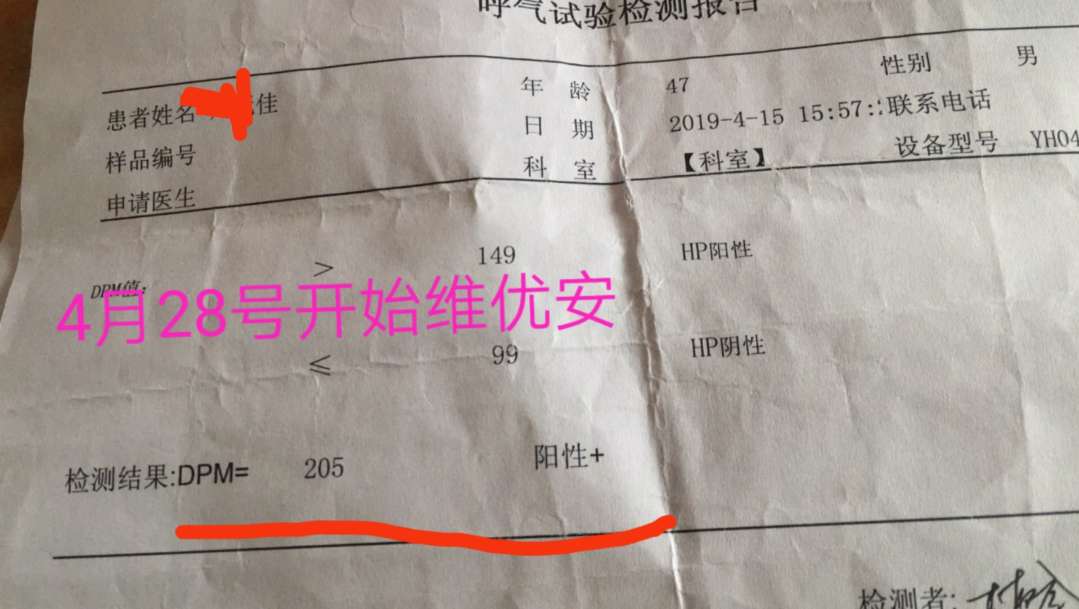 呼气试验检测报告
患者姓名 佳 年 龄 47 性别 男
样品编号 日 期 2019-4-15 15:57: 联系电话
申请医生 科 室 【科室】 设备型号 YH04
DPM值: > 149 HP阳性
4月28号开始维优安
≤ 99 HP阴性
检测结果:DPM= 205 阳性+
检测者: